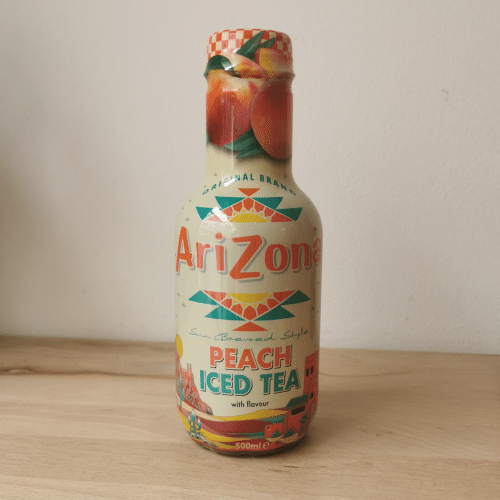 ORIGINAL BRAND
AriZona
Sun Brewed Style
PEACH
ICED TEA
with flavour
500ml e